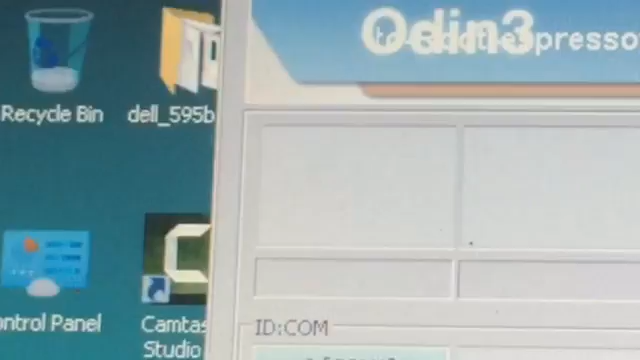 Odin3
Recycle Bin
dell_595b
ontrol Panel
Camtas
Studio
ID:COM